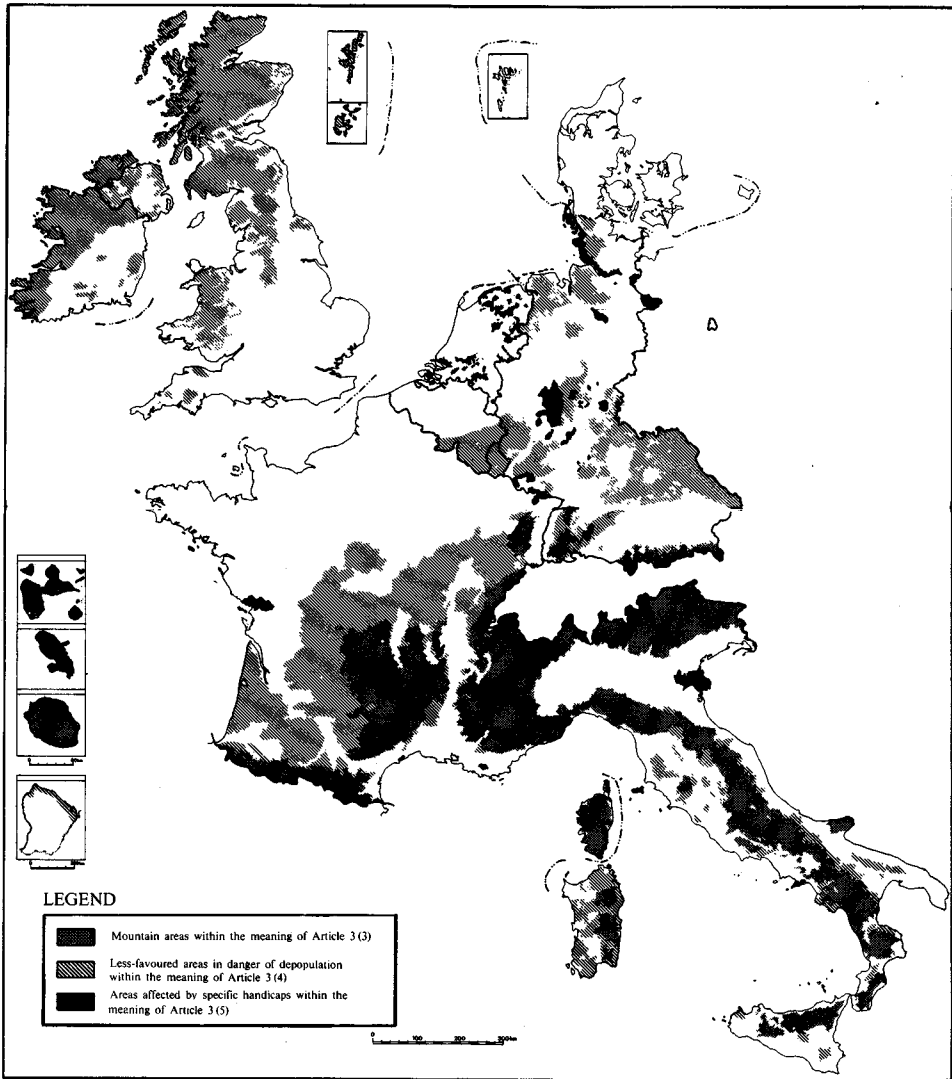 LEGEND
Mountain areas within the meaning of Article 3 (3)
Less-favoured areas in danger of depopulation
within the meaning of Article 3 (4)
Areas affected by specific handicaps within the
meaning of Article 3 (5)
0 100 200 300km